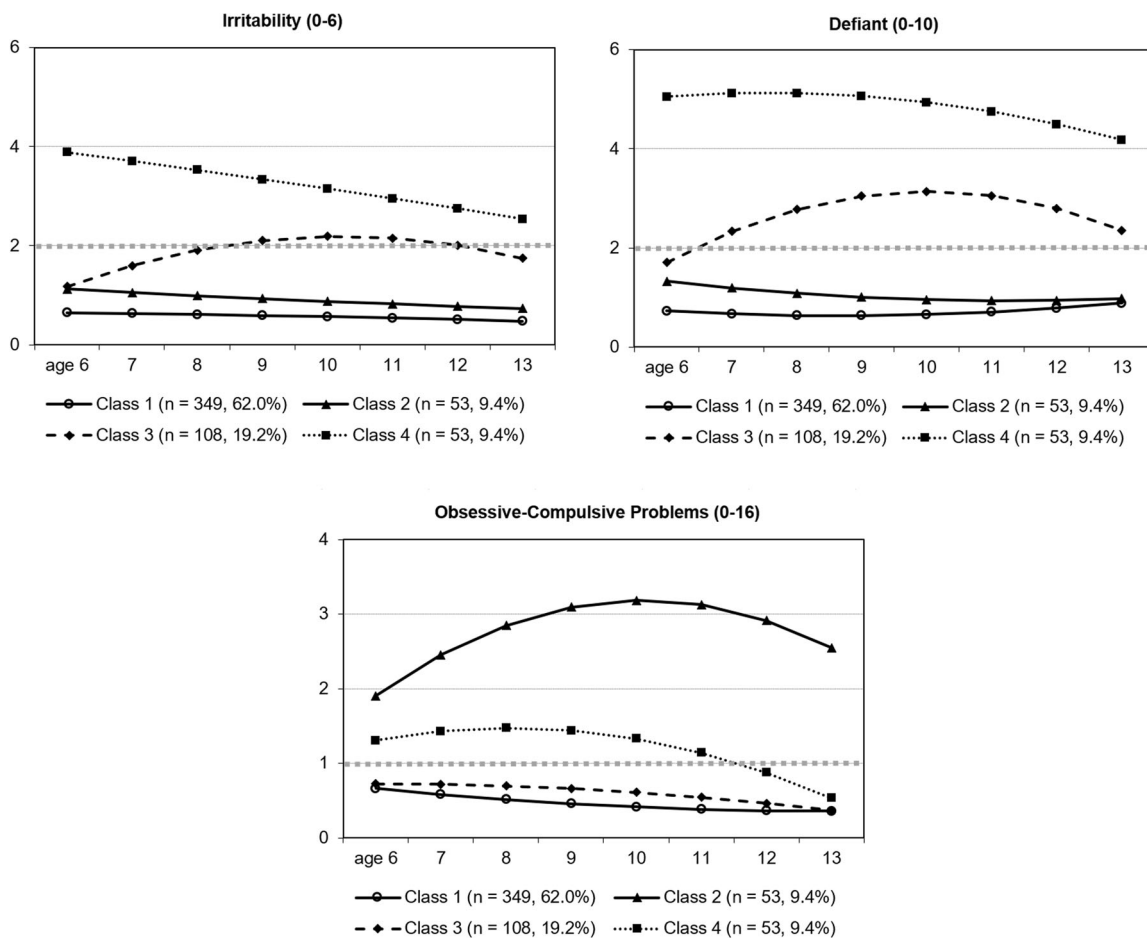 Irritability (0-6)
6
4
2
0
age 6 7 8 9 10 11 12 13
Class 1 (n = 349, 62.0%) Class 2 (n = 53, 9.4%)
Class 3 (n = 108, 19.2%) Class 4 (n = 53, 9.4%)
Defiant (0-10)
6
4
2
0
age 6 7 8 9 10 11 12 13
Class 1 (n = 349, 62.0%) Class 2 (n = 53, 9.4%)
Class 3 (n = 108, 19.2%) Class 4 (n = 53, 9.4%)
Obsessive-Compulsive Problems (0-16)
4
3
2
1
0
age 6 7 8 9 10 11 12 13
Class 1 (n = 349, 62.0%) Class 2 (n = 53, 9.4%)
Class 3 (n = 108, 19.2%) Class 4 (n = 53, 9.4%)